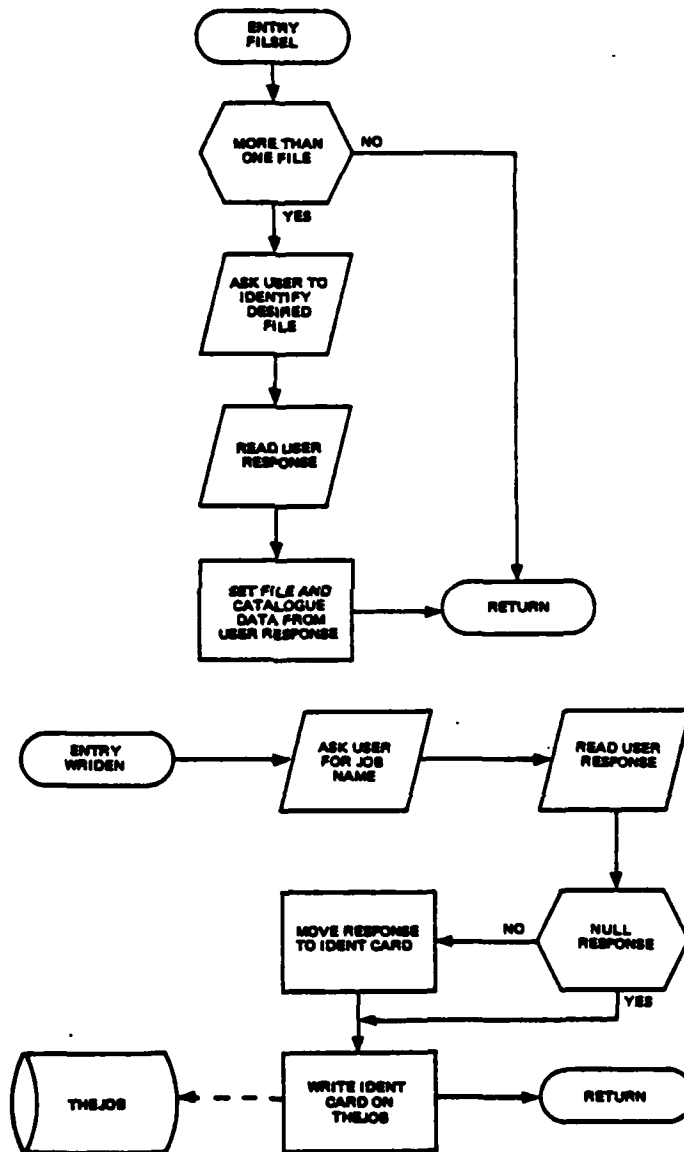 ENTRY
FILSEL
MORE THAN
ONE FILE
NO
YES
ASK USER TO
IDENTIFY
DESIRED
FILE
READ USER
RESPONSE
SET FILE AND
CATALOGUE
DATA FROM
USER RESPONSE
RETURN
ENTRY
WRIDEN
ASK USER
FOR JOB
NAME
READ USER
RESPONSE
MOVE RESPONSE
TO IDENT CARD
NO
NULL
RESPONSE
YES
THEJOB
WRITE IDENT
CARD ON
THEJOB
RETURN